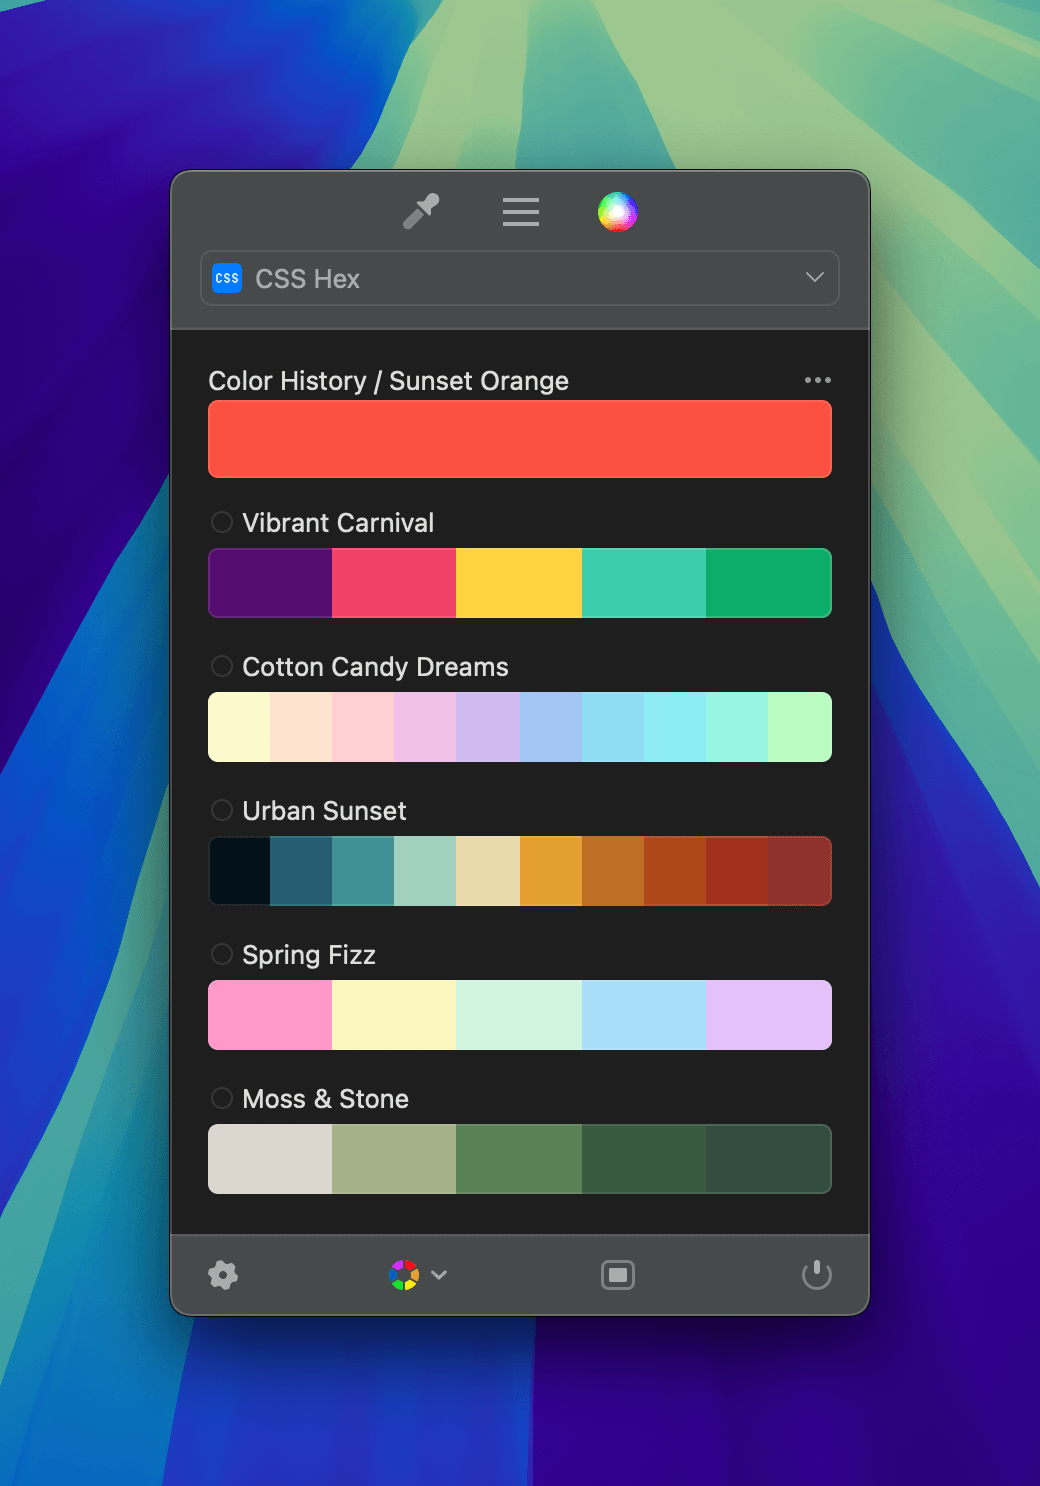 CSS CSS Hex
Color History / Sunset Orange
Vibrant Carnival
Cotton Candy Dreams
Urban Sunset
Spring Fizz
Moss & Stone